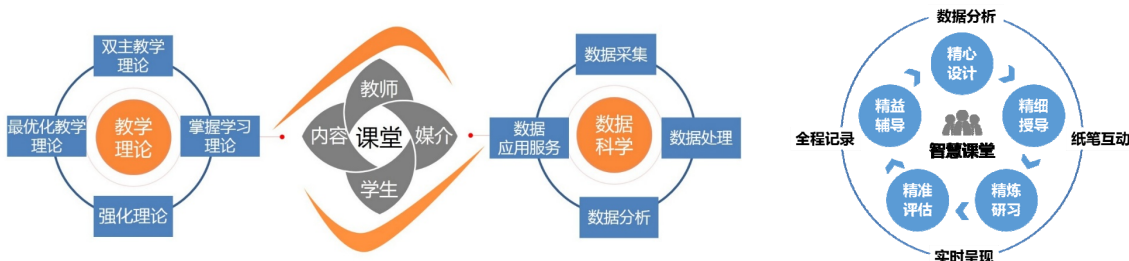 双主教学
理论
最优化教学
理论
教学
理论
掌握学习
理论
强化理论
教师
内容
课堂
媒介
学生
数据采集
数据
应用服务
数据
科学
数据处理
数据分析
数据分析
精心
设计
精益
辅导
精细
授导
全程记录
智慧课堂
纸笔互动
精准
评估
精炼
研习
实时呈现